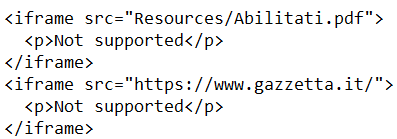 <iframe src="Resources/Abilitati.pdf">
  <p>Not supported</p>
</iframe>
<iframe src="https://www.gazzetta.it/">
  <p>Not supported</p>
</iframe>